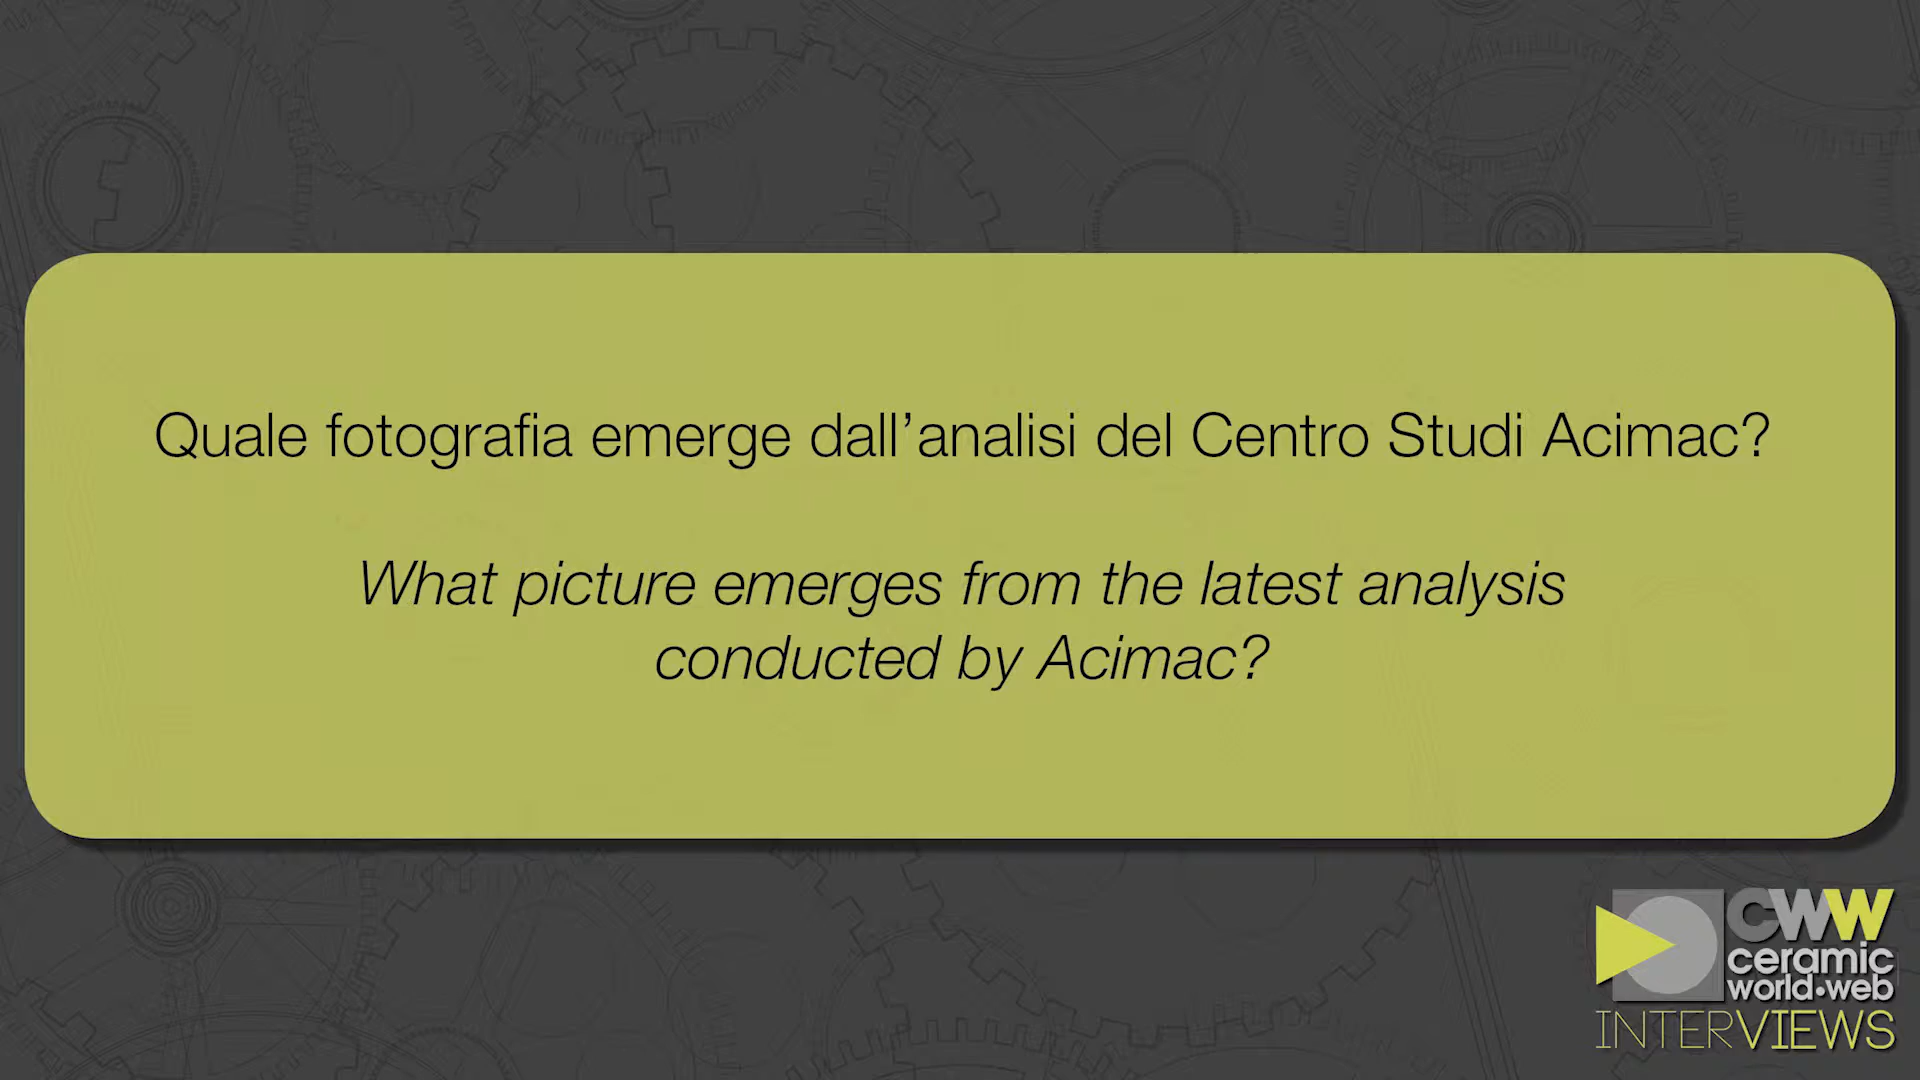 Quale fotografia emerge dall’analisi del Centro Studi Acimac?
What picture emerges from the latest analysis
conducted by Acimac?
CWW
ceramic
world•web
INTERVIEWS